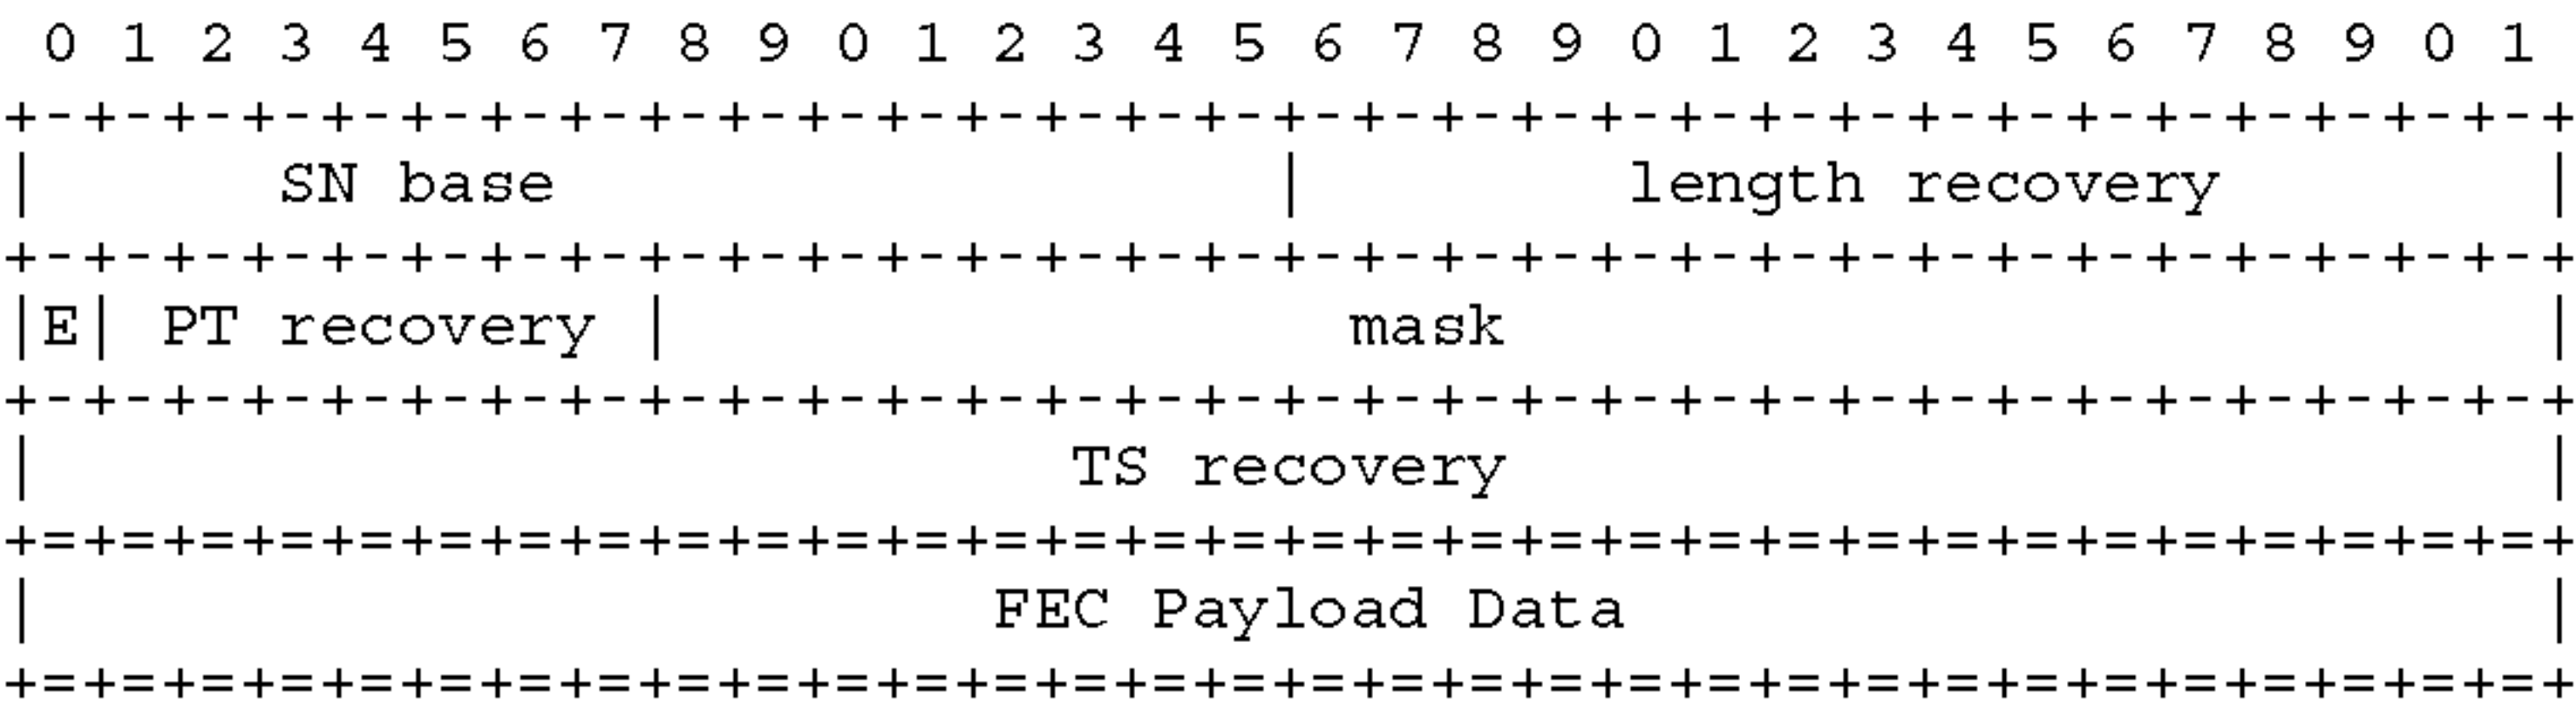 0 1 2 3 4 5 6 7 8 9 0 1 2 3 4 5 6 7 8 9 0 1 2 3 4 5 6 7 8 9 0 1
+-+-+-+-+-+-+-+-+-+-+-+-+-+-+-+-+-+-+-+-+-+-+-+-+-+-+-+-+-+-+-+-+
|      SN base                  |        length recovery        |
+-+-+-+-+-+-+-+-+-+-+-+-+-+-+-+-+-+-+-+-+-+-+-+-+-+-+-+-+-+-+-+-+
|E| PT recovery |                 mask                          |
+-+-+-+-+-+-+-+-+-+-+-+-+-+-+-+-+-+-+-+-+-+-+-+-+-+-+-+-+-+-+-+-+
|                          TS recovery                          |
+=+=+=+=+=+=+=+=+=+=+=+=+=+=+=+=+=+=+=+=+=+=+=+=+=+=+=+=+=+=+=+=+
|                        FEC Payload Data                       |
+=+=+=+=+=+=+=+=+=+=+=+=+=+=+=+=+=+=+=+=+=+=+=+=+=+=+=+=+=+=+=+=+